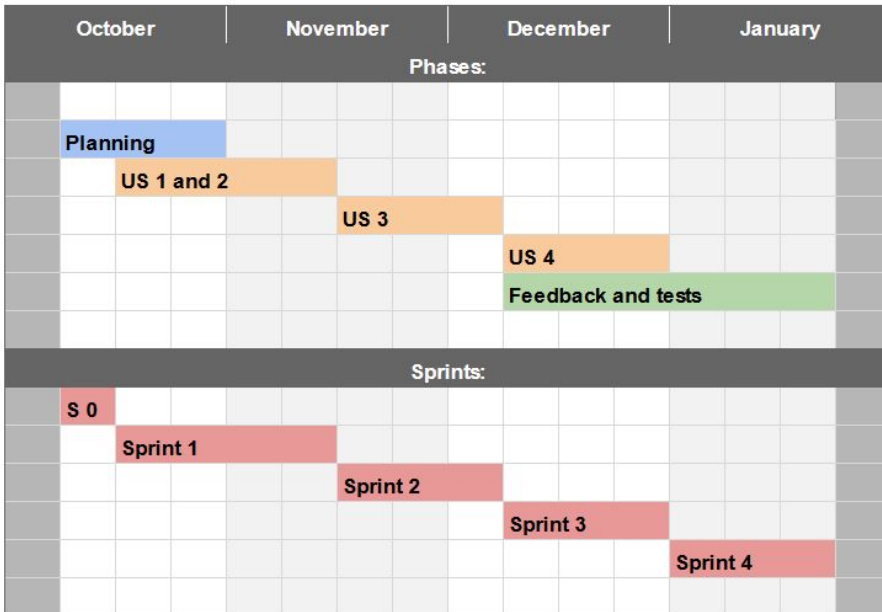 October November December January
Phases:
Planning
US 1 and 2
US 3
US 4
Feedback and tests
Sprints:
S 0
Sprint 1
Sprint 2
Sprint 3
Sprint 4